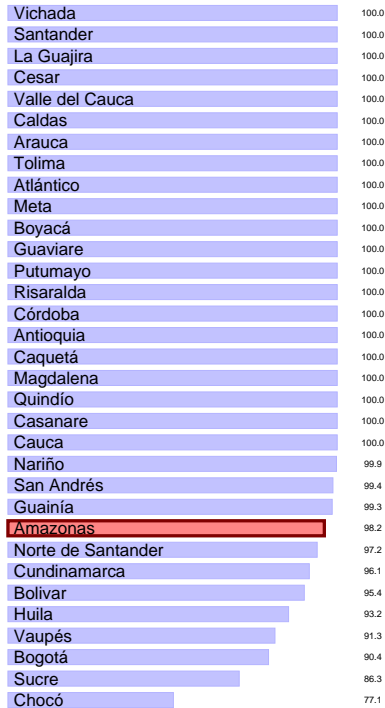 Vichada 100.0
Santander 100.0
La Guajira 100.0
Cesar 100.0
Valle del Cauca 100.0
Caldas 100.0
Arauca 100.0
Tolima 100.0
Atlántico 100.0
Meta 100.0
Boyacá 100.0
Guaviare 100.0
Putumayo 100.0
Risaralda 100.0
Córdoba 100.0
Antioquia 100.0
Caquetá 100.0
Magdalena 100.0
Quindío 100.0
Casanare 100.0
Cauca 100.0
Nariño 99.9
San Andrés 99.4
Guainía 99.3
Amazonas 98.2
Norte de Santander 97.2
Cundinamarca 96.1
Bolivar 95.4
Huila 93.2
Vaupés 91.3
Bogotá 90.4
Sucre 86.3
Chocó 77.1